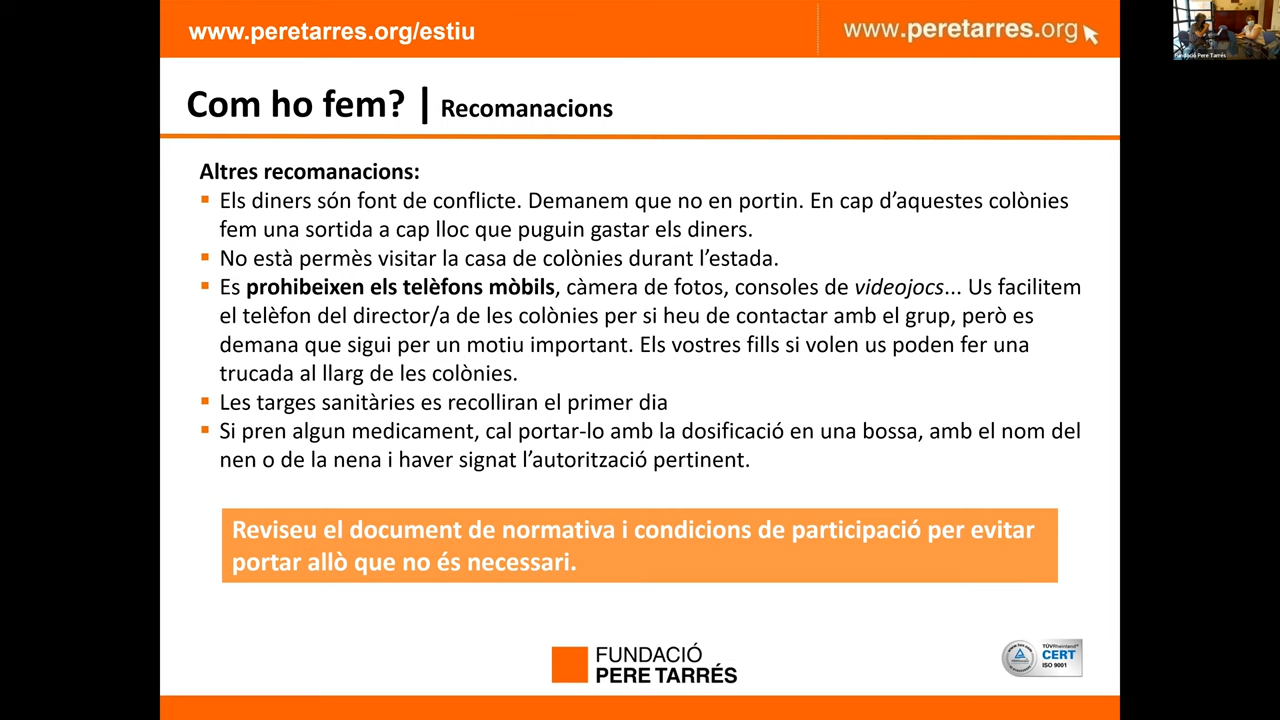 www.peretarres.org/estiu
www.peretarres.org
Fundació Pere Tarrés
Com ho fem? | Recomanacions
Altres recomanacions:
▪ Els diners són font de conflicte. Demanem que no en portin. En cap d’aquestes colònies
fem una sortida a cap lloc que puguin gastar els diners.
▪ No està permès visitar la casa de colònies durant l’estada.
▪ Es prohibeixen els telèfons mòbils, càmera de fotos, consoles de videojocs... Us facilitem
el telèfon del director/a de les colònies per si heu de contactar amb el grup, però es
demana que sigui per un motiu important. Els vostres fills si volen us poden fer una
trucada al llarg de les colònies.
▪ Les targes sanitàries es recolliran el primer dia
▪ Si pren algun medicament, cal portar-lo amb la dosificació en una bossa, amb el nom del
nen o de la nena i haver signat l’autorització pertinent.
Reviseu el document de normativa i condicions de participació per evitar
portar allò que no és necessari.
FUNDACIÓ
PERE TARRÉS
TÜVRheinland
CERT
ISO 9001